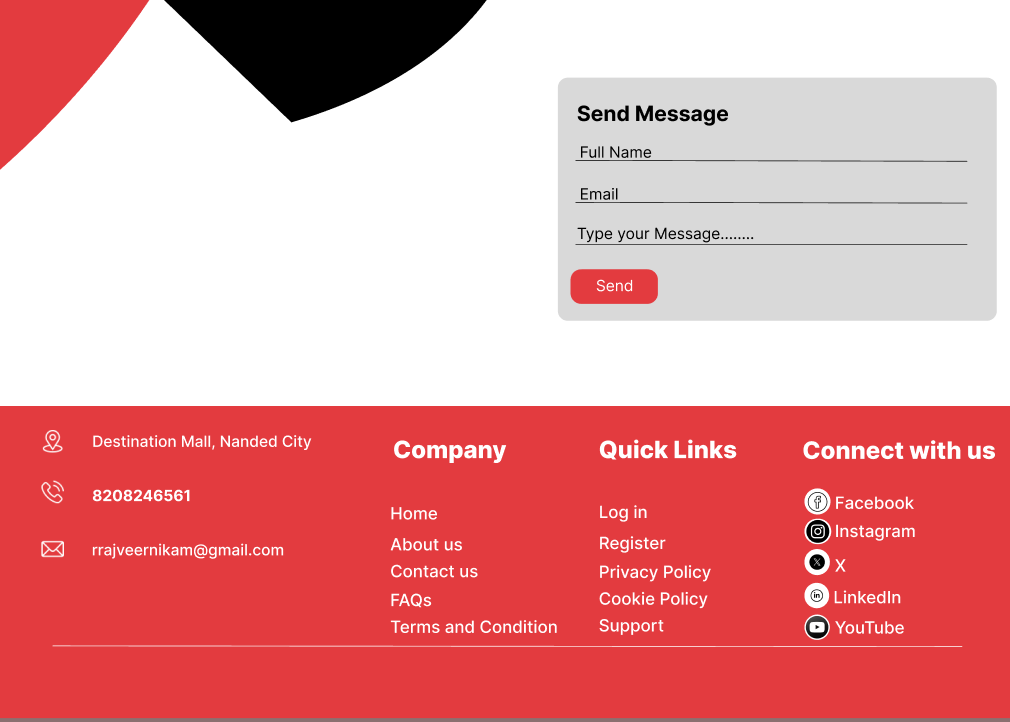 Send Message
Full Name
Email
Type your Message........
Send
Destination Mall, Nanded City
8208246561
rrajveernikam@gmail.com
Company
Home
About us
Contact us
FAQs
Terms and Condition
Quick Links
Log in
Register
Privacy Policy
Cookie Policy
Support
Connect with us
Facebook
Instagram
X
LinkedIn
YouTube